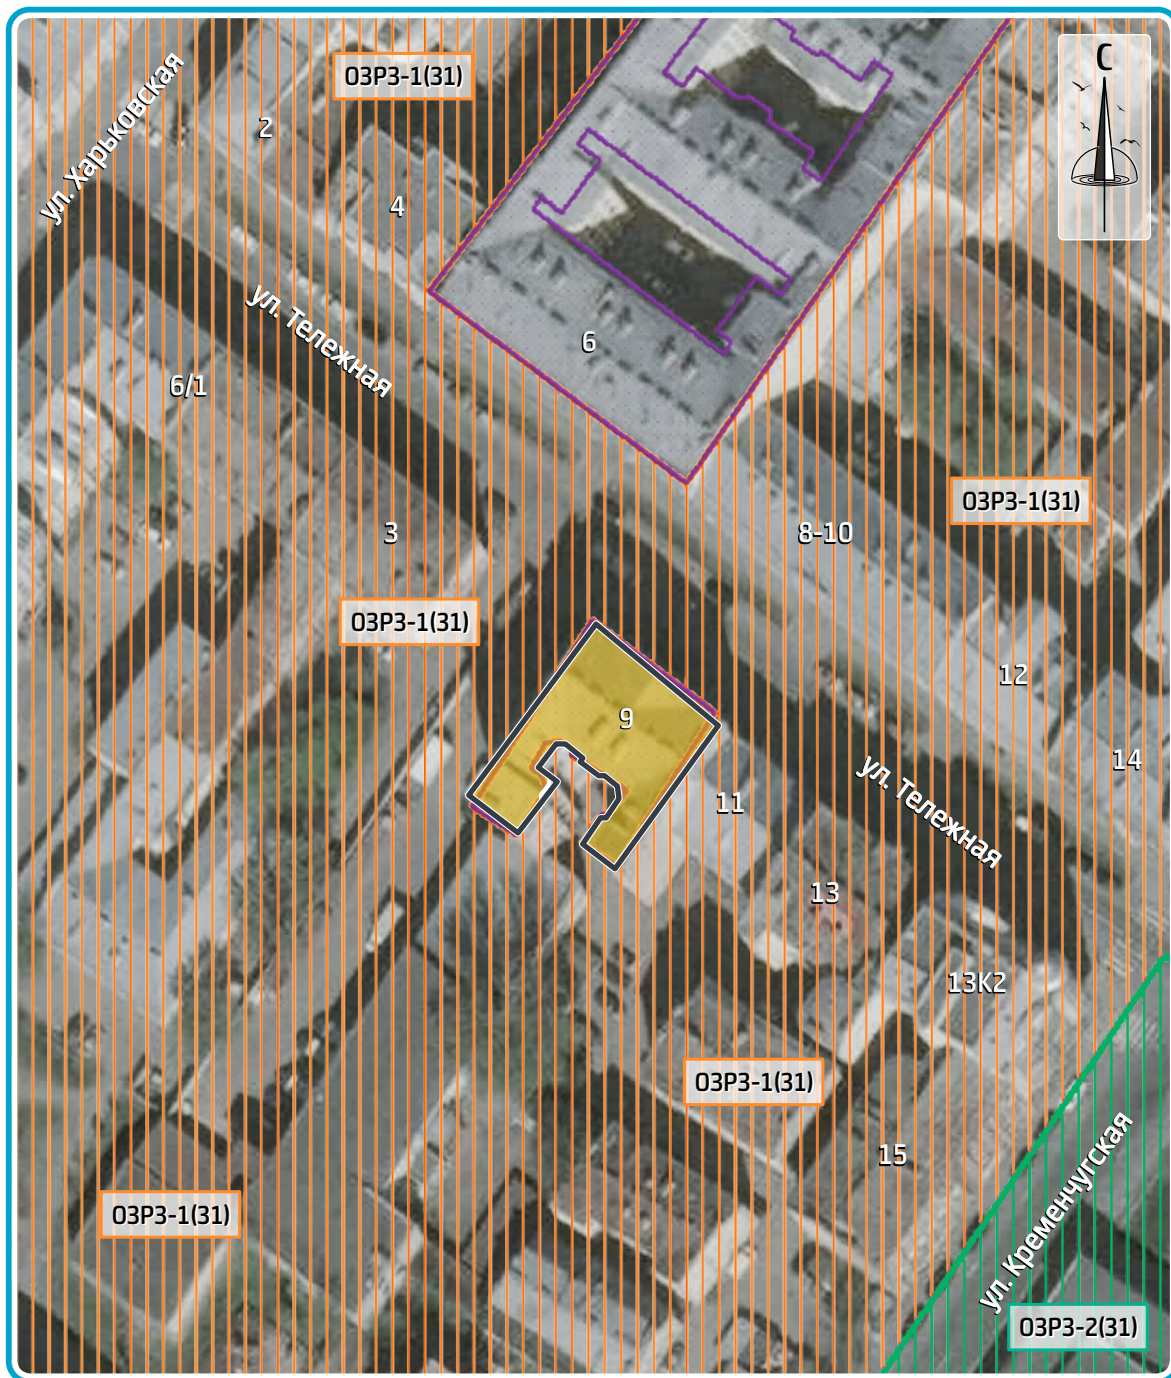 С
ОЗРЗ-1(31)
ул. Харьковская
2
4
ул. Тележная
6
6/1
ОЗРЗ-1(31)
3
8-10
ОЗРЗ-1(31)
12
9
14
11
ул. Тележная
13
13К2
ОЗРЗ-1(31)
15
ул. Кременчугская
ОЗРЗ-1(31)
ОЗРЗ-2(31)